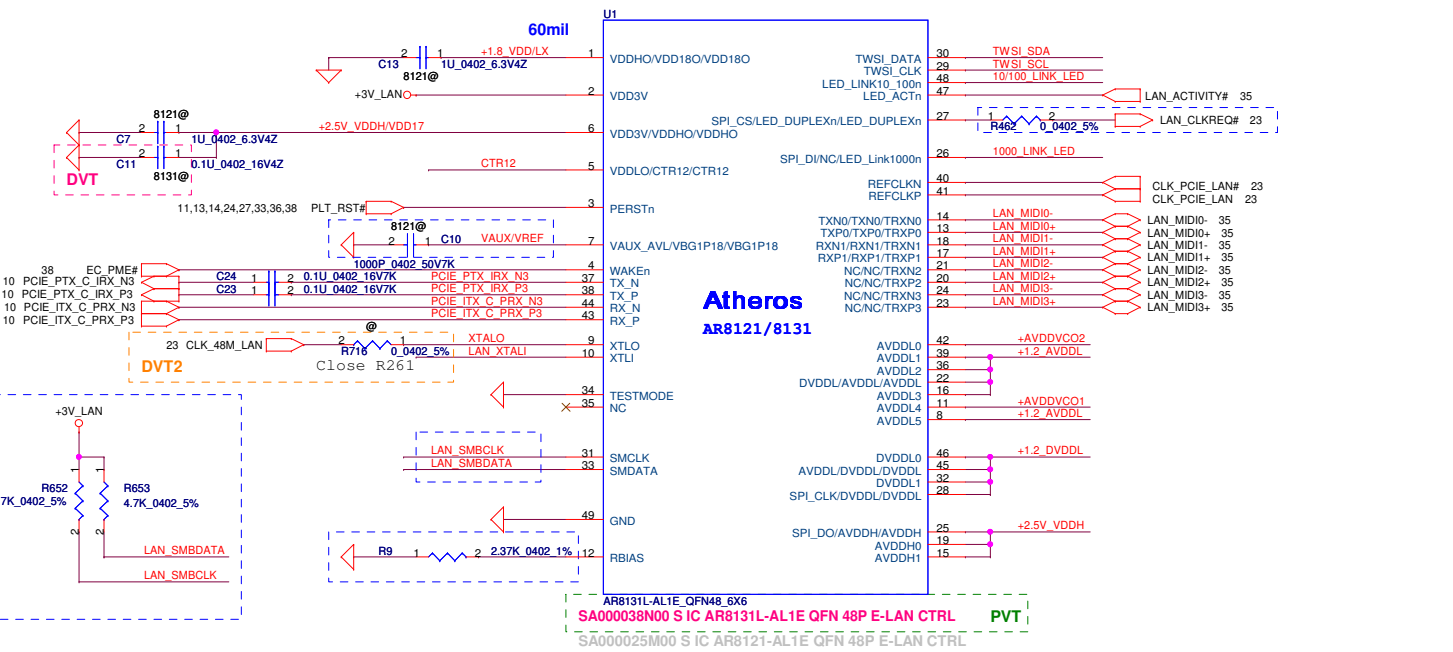 U1
60mil
+1.8_VDD/LX
2 1
C13
1U_0402_6.3V4Z
8121@
+3V_LAN
8121@
2 1
C7
1U_0402_6.3V4Z
+2.5V_VDDH/VDD17
2 1
C11
0.1U_0402_16V4Z
8131@
DVT
CTR12
11,13,14,24,27,33,36,38 PLT_RST#
8121@
2 1
C10
VAUX/VREF
1000P_0402_50V7K
38 EC_PME#
10 PCIE_PTX_IRX_N3
C24 1 2 0.1U_0402_16V7K
PCIE_PTX_IRX_N3
10 PCIE_PTX_C_IRX_P3
C23 1 2 0.1U_0402_16V7K
PCIE_PTX_IRX_P3
10 PCIE_ITX_C_PRX_N3
PCIE_ITX_C_PRX_N3
10 PCIE_ITX_C_PRX_P3
PCIE_ITX_C_PRX_P3
@
23 CLK_48M_LAN
2 1
R716
0_0402_5%
XTALO
LAN_XTALI
DVT2
Close R261
+3V_LAN
1 1
R652
7K_0402_5%
R653
4.7K_0402_5%
2 2
LAN_SMBDATA
LAN_SMBCLK
LAN_SMBCLK
LAN_SMBDATA
R9 1 2 2.37K_0402_1%
1 VDDHO/VDD18O/VDD18O
2 VDD3V
6 VDD3V/VDDHO/VDDHO
5 VDDLO/CTR12/CTR12
3 PERSTn
7 VAUX_AVL/VBG1P18/VBG1P18
4 WAKEn
37 TX_N
38 TX_P
44 RX_N
43 RX_P
9 XTLO
10 XTLI
34 TESTMODE
35 NC
31 SMCLK
33 SMDATA
49 GND
12 RBIAS
Atheros
AR8121/8131
TWSI_DATA 30 TWSI_SDA
TWSI_CLK 29 TWSI_SCL
LED_LINK10_100n 48 10/100_LINK_LED
LED_ACTn 47 LAN_ACTIVITY# 35
SPI_CS/LED_DUPLEXn/LED_DUPLEXn 27
1 2
R462 0_0402_5%
LAN_CLKREQ# 23
SPI_DI/NC/LED_Link1000n 26 1000_LINK_LED
REFCLKN 40 CLK_PCIE_LAN# 23
REFCLKP 41 CLK_PCIE_LAN 23
TXN0/TXN0/TRXN0 14 LAN_MIDI0- LAN_MIDI0- 35
TXP0/TXP0/TRXP0 13 LAN_MIDI0+ LAN_MIDI0+ 35
RXN1/RXN1/TRXN1 18 LAN_MIDI1- LAN_MIDI1- 35
RXP1/RXP1/TRXP1 17 LAN_MIDI1+ LAN_MIDI1+ 35
NC/NC/TRXN2 21 LAN_MIDI2- LAN_MIDI2- 35
NC/NC/TRXP2 20 LAN_MIDI2+ LAN_MIDI2+ 35
NC/NC/TRXN3 24 LAN_MIDI3- LAN_MIDI3- 35
NC/NC/TRXP3 23 LAN_MIDI3+ LAN_MIDI3+ 35
AVDDL0 42 +AVDDVCO2
AVDDL1 39 +1.2_AVDDL
AVDDL2 36
DVDDL/AVDDL/AVDDL 22
AVDDL3 16
AVDDL4 11 +AVDDVCO1
AVDDL5 8 +1.2_AVDDL
DVDDL0 46 +1.2_DVDDL
AVDDL/DVDDL/DVDDL 45
DVDDL1 32
SPI_CLK/DVDDL/DVDDL 28
SPI_DO/AVDDH/AVDDH 25 +2.5V_VDDH
AVDDH0 19
AVDDH1 15
AR8131L-AL1E_QFN48_6X6
SA000038N00 S IC AR8131L-AL1E QFN 48P E-LAN CTRL PVT
SA000025M00 S IC AR8121-AL1E QFN 48P E-LAN CTRL